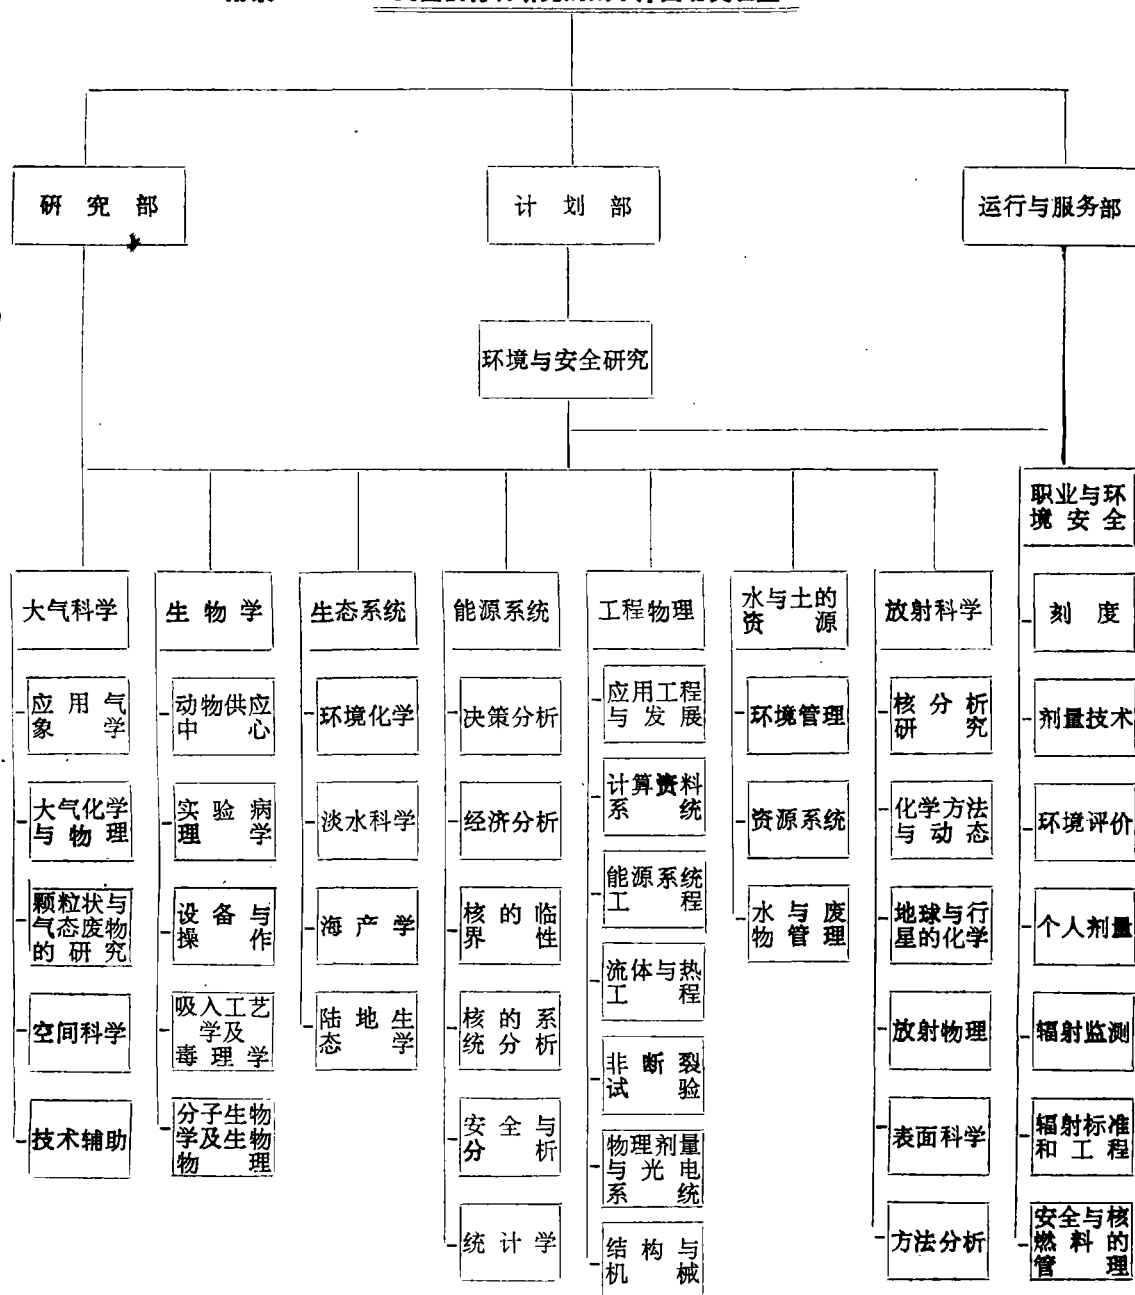 研究部
计划部
运行与服务部
环境与安全研究
职业与环
境安全
大气科学
应用气
象学
大气化学
与物理
颗粒状与
气态废物
的研究
空间科学
技术辅助
生物学
动物供应
中心
实验病
理学
设备与
操作
吸入工艺
学及
毒理学
分子生物
学及生物
物理
生态系统
环境化学
淡水科学
海产学
陆地生
态学
能源系统
决策分析
经济分析
核的临
界性
核的系
统分析
安全与
分析
统计学
工程物理
应用工程
与发展
计算资料
系统
能源系统
工程
流体与热
工程
非断裂
试验
物理剂量
与光电
系统
结构与
机械
水与土的
资源
环境管理
资源系统
水与废
物管理
放射科学
核分析
研究
化学方法
与动态
地球与行
星的化学
放射物理
表面科学
方法分析
刻度
剂量技术
环境评价
个人剂量
辐射监测
辐射标准
和工程
安全与核
燃料的
管理